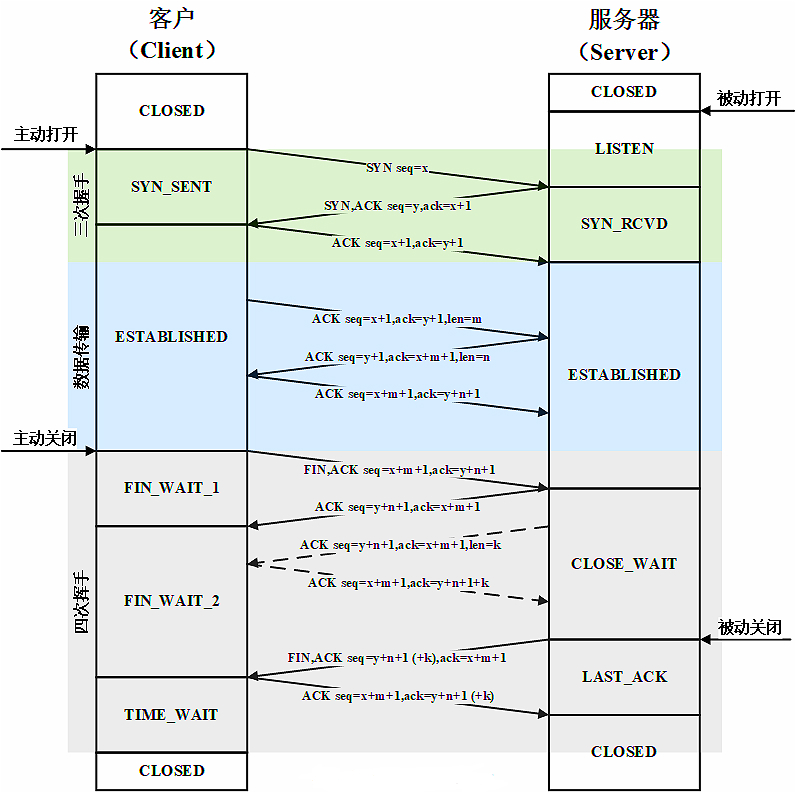 客户
(Client)
服务器
(Server)
CLOSED
CLOSED
被动打开
主动打开
LISTEN
SYN seq=x
三次握手
SYN_SENT
SYN,ACK seq=y,ack=x+1
SYN_RCVD
ACK seq=x+1,ack=y+1
ACK seq=x+1,ack=y+1,len=m
数据传输
ESTABLISHED
ACK seq=y+1,ack=x+m+1,len=n
ESTABLISHED
ACK seq=x+m+1,ack=y+n+1
主动关闭
FIN,ACK seq=x+m+1,ack=y+n+1
FIN_WAIT_1
ACK seq=y+n+1,ack=x+m+1
ACK seq=y+n+1,ack=x+m+1,len=k
CLOSE_WAIT
ACK seq=x+m+1,ack=y+n+1+k
四次挥手
FIN_WAIT_2
被动关闭
FIN,ACK seq=y+n+1 (+k),ack=x+m+1
LAST_ACK
ACK seq=x+m+1,ack=y+n+1 (+k)
TIME_WAIT
CLOSED
CLOSED